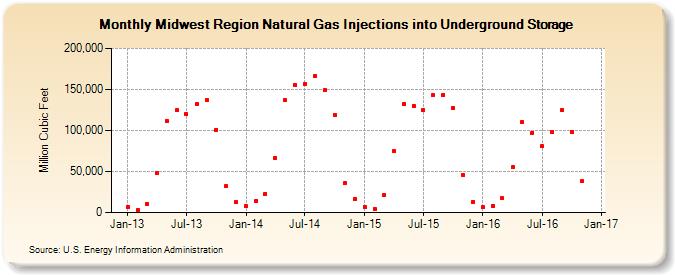 Monthly Midwest Region Natural Gas Injections into Underground Storage
Million Cubic Feet
200,000
150,000
100,000
50,000
0
Jan-13 Jul-13 Jan-14 Jul-14 Jan-15 Jul-15 Jan-16 Jul-16 Jan-17
Source: U.S. Energy Information Administration